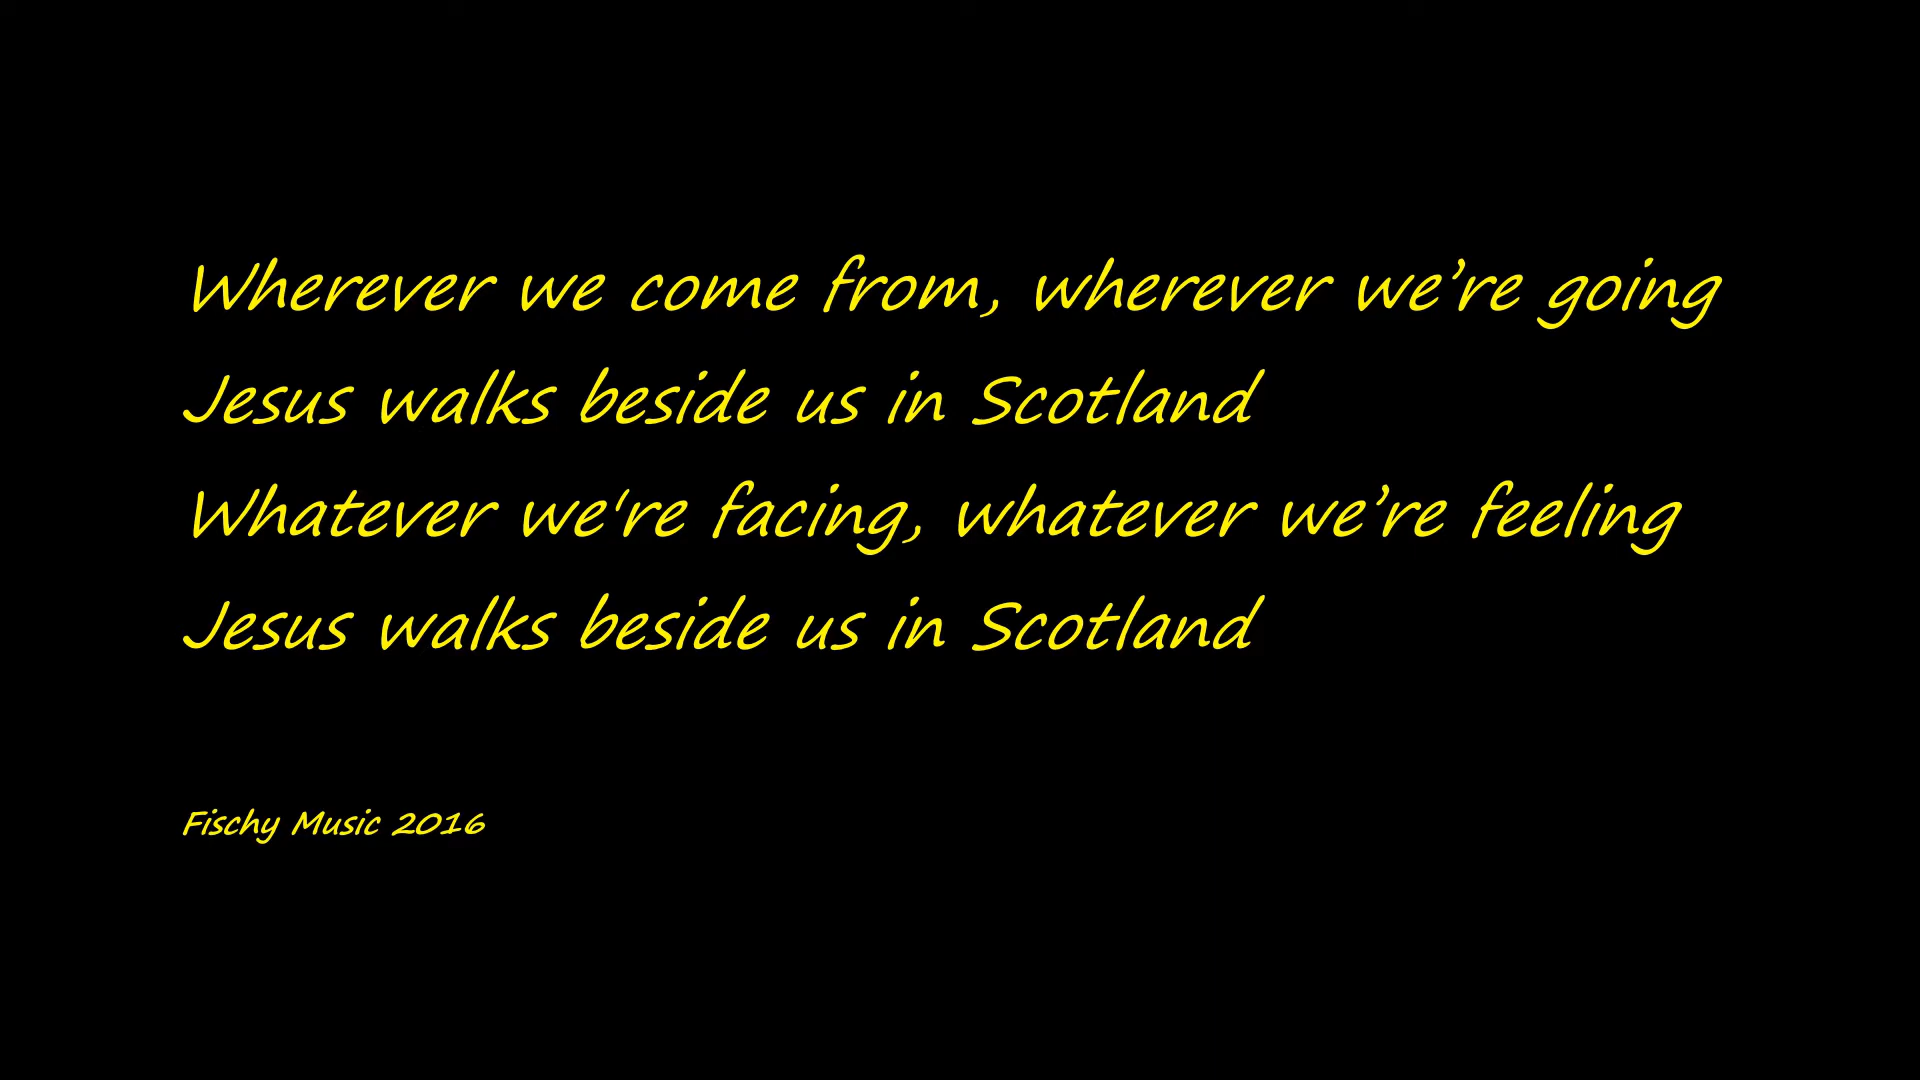 Wherever we come from, wherever we’re going
Jesus walks beside us in Scotland
Whatever we're facing, whatever we’re feeling
Jesus walks beside us in Scotland
Fischy Music 2016